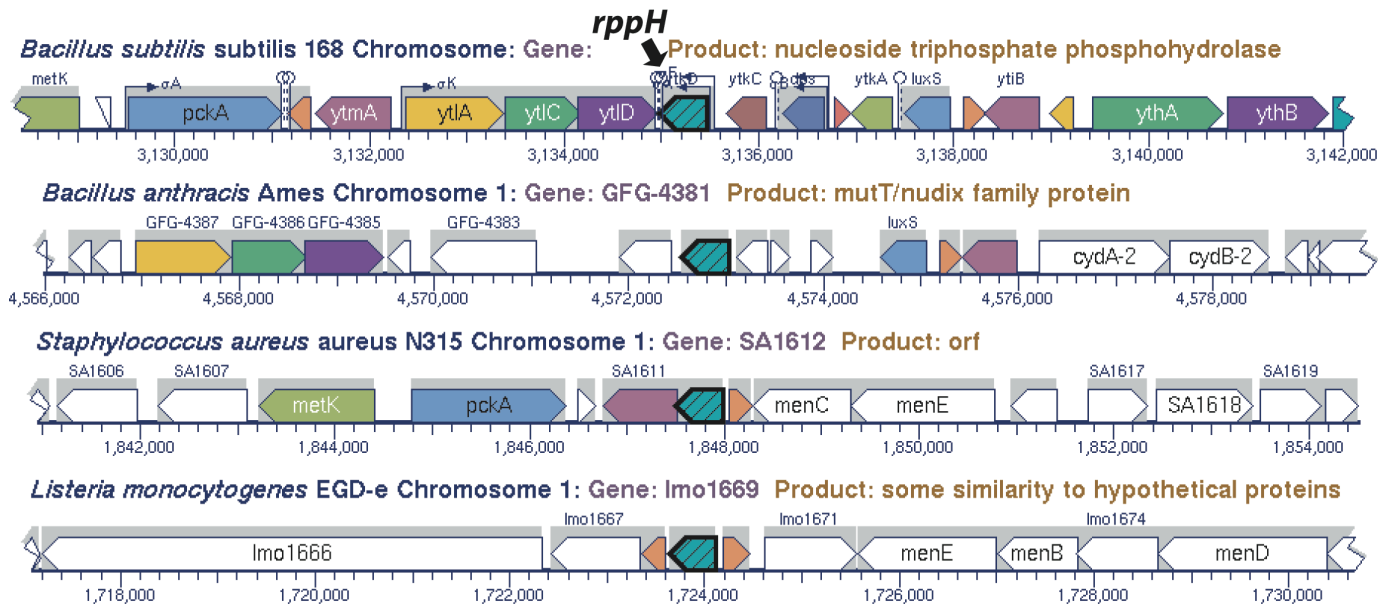 rppH
Bacillus subtilis subtilis 168 Chromosome: Gene: Product: nucleoside triphosphate phosphohydrolase
metK σA σK ytkC ytkA luxS ytiB
pckA ytmA ytlA ytlC ytlD ythA ythB
3,130,000 3,132,000 3,134,000 3,136,000 3,138,000 3,140,000 3,142,000
Bacillus anthracis Ames Chromosome 1: Gene: GFG-4381 Product: mutT/nudix family protein
GFG-4387 GFG-4386 GFG-4385 GFG-4383 luxS
cydA-2 cydB-2
4,566,000 4,568,000 4,570,000 4,572,000 4,574,000 4,576,000 4,578,000
Staphylococcus aureus aureus N315 Chromosome 1: Gene: SA1612 Product: orf
SA1606 SA1607 SA1611 SA1617 SA1619
metK pckA menC menE SA1618
1,842,000 1,844,000 1,846,000 1,848,000 1,850,000 1,852,000 1,854,000
Listeria monocytogenes EGD-e Chromosome 1: Gene: lmo1669 Product: some similarity to hypothetical proteins
lmo1667 lmo1671 lmo1674
lmo1666 menE menB menD
1,718,000 1,720,000 1,722,000 1,724,000 1,726,000 1,728,000 1,730,000